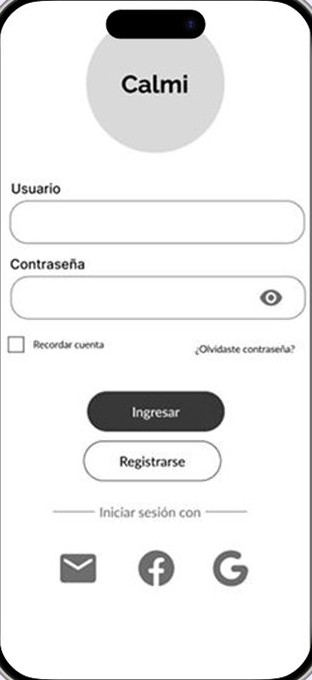 Calmi
Usuario
Contraseña
Recordar cuenta
¿Olvidaste contraseña?
Ingresar
Registrarse
Iniciar sesión con